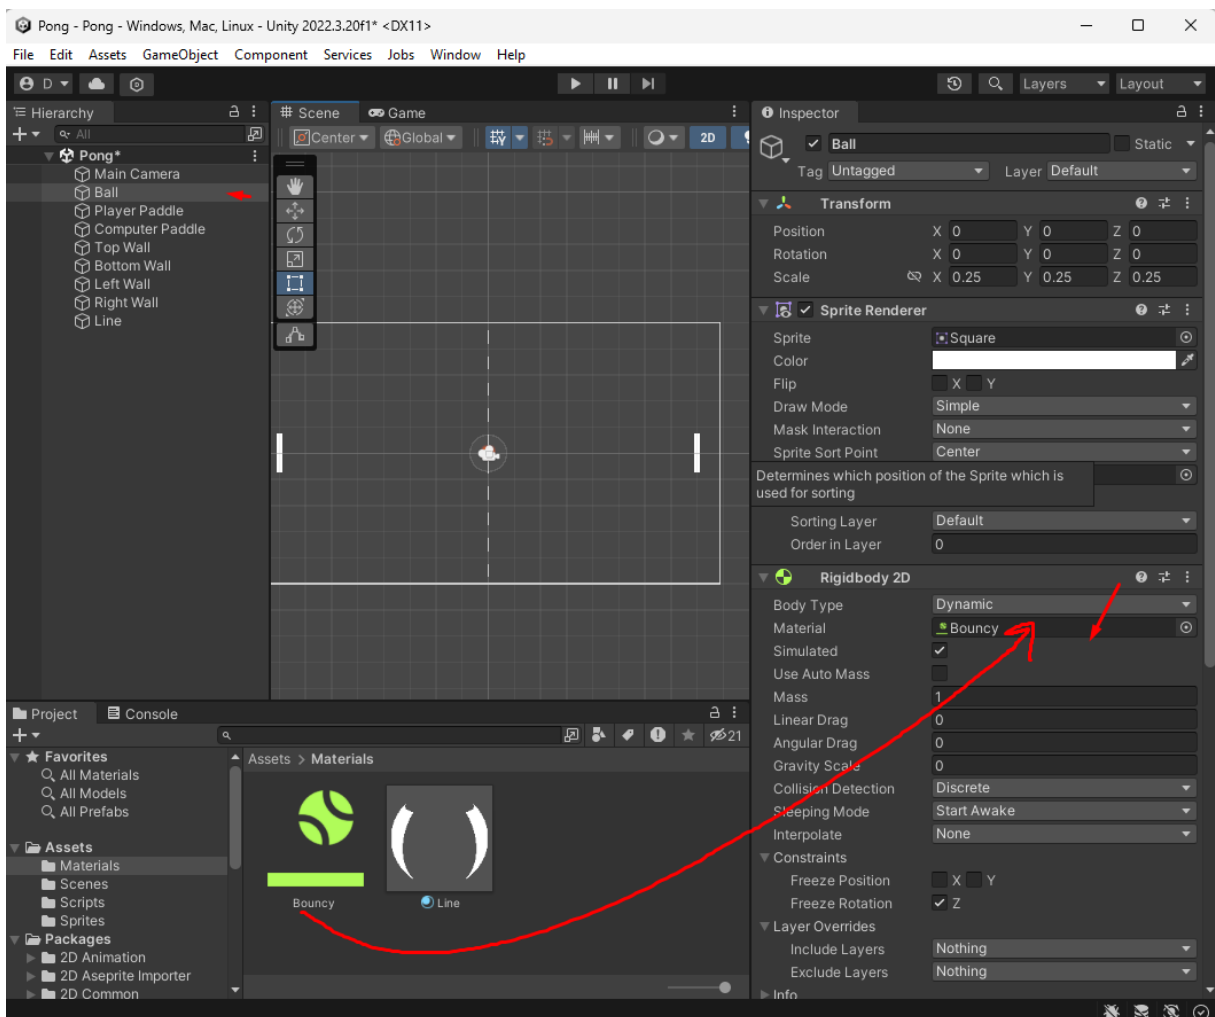 Pong - Pong - Windows, Mac, Linux - Unity 2022.3.20f1* <DX11>
File Edit Assets GameObject Component Services Jobs Window Help
D Layers Layout
Hierarchy
All
Pong*
Main Camera
Ball
Player Paddle
Computer Paddle
Top Wall
Bottom Wall
Left Wall
Right Wall
Line
Scene Game
Center Global 2D
Inspector
Ball Static
Tag Untagged Layer Default
Transform
Position X 0 Y 0 Z 0
Rotation X 0 Y 0 Z 0
Scale X 0.25 Y 0.25 Z 0.25
Sprite Renderer
Sprite Square
Color
Flip X Y
Draw Mode Simple
Mask Interaction None
Sprite Sort Point Center
Determines which position of the Sprite which is
used for sorting
Sorting Layer Default
Order in Layer 0
Rigidbody 2D
Body Type Dynamic
Material Bouncy
Simulated
Use Auto Mass
Mass 1
Linear Drag 0
Angular Drag 0
Gravity Scale 0
Collision Detection Discrete
Sleeping Mode Start Awake
Interpolate None
Constraints
Freeze Position X Y
Freeze Rotation Z
Layer Overrides
Include Layers Nothing
Exclude Layers Nothing
Info
Project Console
21
Favorites
All Materials
All Models
All Prefabs
Assets
Materials
Scenes
Scripts
Sprites
Packages
2D Animation
2D Aseprite Importer
2D Common
Assets > Materials
Bouncy Line